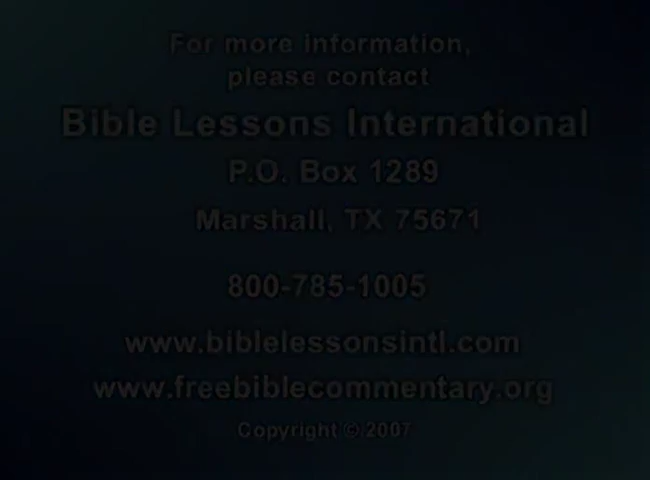 For more information,
please contact
Bible Lessons International
P.O. Box 1289
Marshall, TX 75671
800-785-1005
www.biblelessonsintl.com
www.freebiblecommentary.org
Copyright © 2007